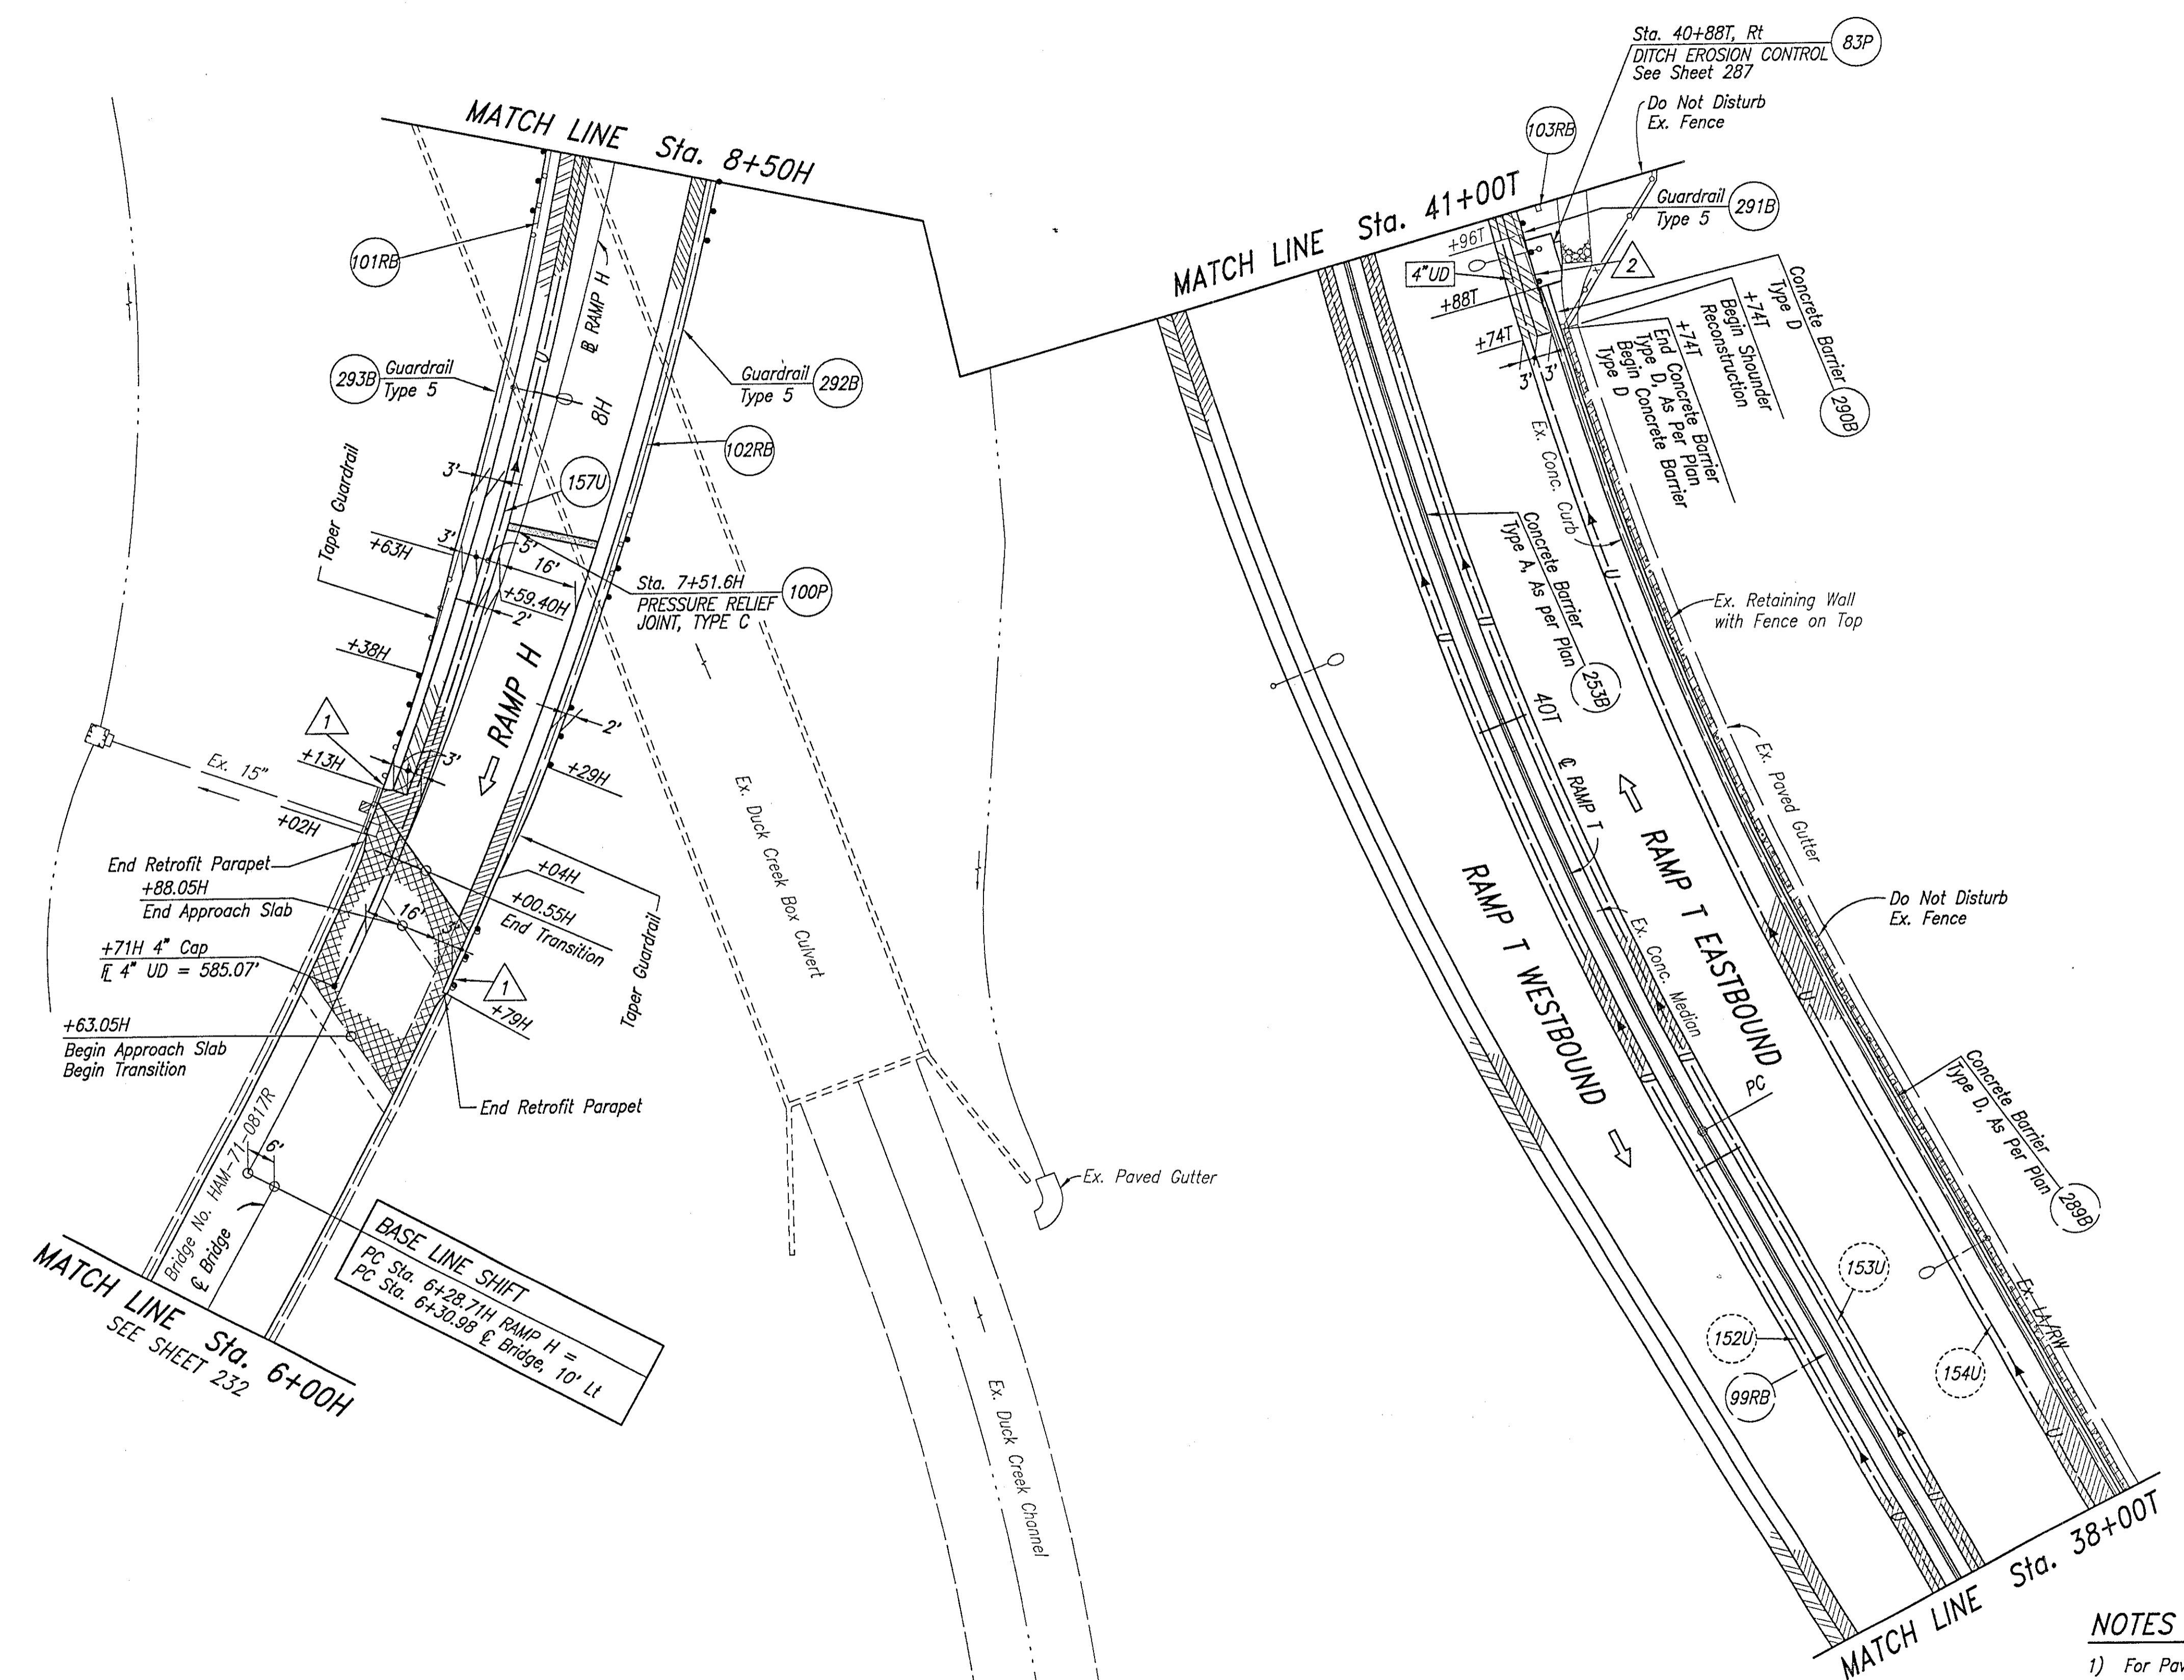 Sta. 40+88T, Rt
DITCH EROSION CONTROL
See Sheet 287
83P
Do Not Disturb
Ex. Fence
103RB
MATCH LINE Sta. 8+50H
MATCH LINE Sta. 41+00T
Guardrail
Type 5
291B
+96T
4" UD
2
+88T
+74T
3'
3'
Concrete Barrier
Type D
290B
+74T
Begin Shounder
Reconstruction
+74T
End Concrete Barrier
Type D, As Per Plan
Begin Concrete Barrier
Type D
101RB
℄ RAMP H
293B
Guardrail
Type 5
Guardrail
Type 5
292B
8H
102RB
3'
157U
Taper Guardrail
+63H
3'
5'
16'
+59.40H
2'
Sta. 7+51.6H
PRESSURE RELIEF
JOINT, TYPE C
100P
+38H
RAMP H
1
2'
+13H
3'
+29H
Ex. 15"
+02H
End Retrofit Parapet
+88.05H
End Approach Slab
16'
3'
+04H
+00.55H
End Transition
+71H 4" Cap
℄ 4" UD = 585.07'
1
+79H
Taper Guardrail
+63.05H
Begin Approach Slab
Begin Transition
End Retrofit Parapet
Bridge No. HAM-71-0817R
6'
℄ Bridge
BASE LINE SHIFT
PC Sta. 6+28.71H RAMP H =
PC Sta. 6+30.98 ℄ Bridge, 10' Lt
MATCH LINE Sta. 6+00H
SEE SHEET 232
Ex. Duck Creek Box Culvert
Ex. Paved Gutter
Ex. Duck Creek Channel
Ex. Conc. Curb
U
Concrete Barrier
Type A, As per Plan
253B
Ex. Retaining Wall
with Fence on Top
U
U
40T
℄ RAMP T
Ex. Paved Gutter
RAMP T EASTBOUND
RAMP T WESTBOUND
Ex. Conc. Median
Do Not Disturb
Ex. Fence
U
U
U
PC
Concrete Barrier
Type D, As Per Plan
289B
153U
152U
99RB
154U
Ex. LA/RW
U
U
U
MATCH LINE Sta. 38+00T
NOTES
1) For Pav